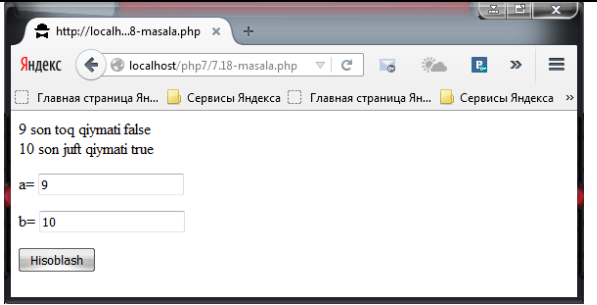 http://localh...8-masala.php
Яндекс localhost/php7/7.18-masala.php
Главная страница Ян... Сервисы Яндекса Главная страница Ян... Сервисы Яндекса »
9 son toq qiymati false
10 son juft qiymati true
a= 9
b= 10
Hisoblash